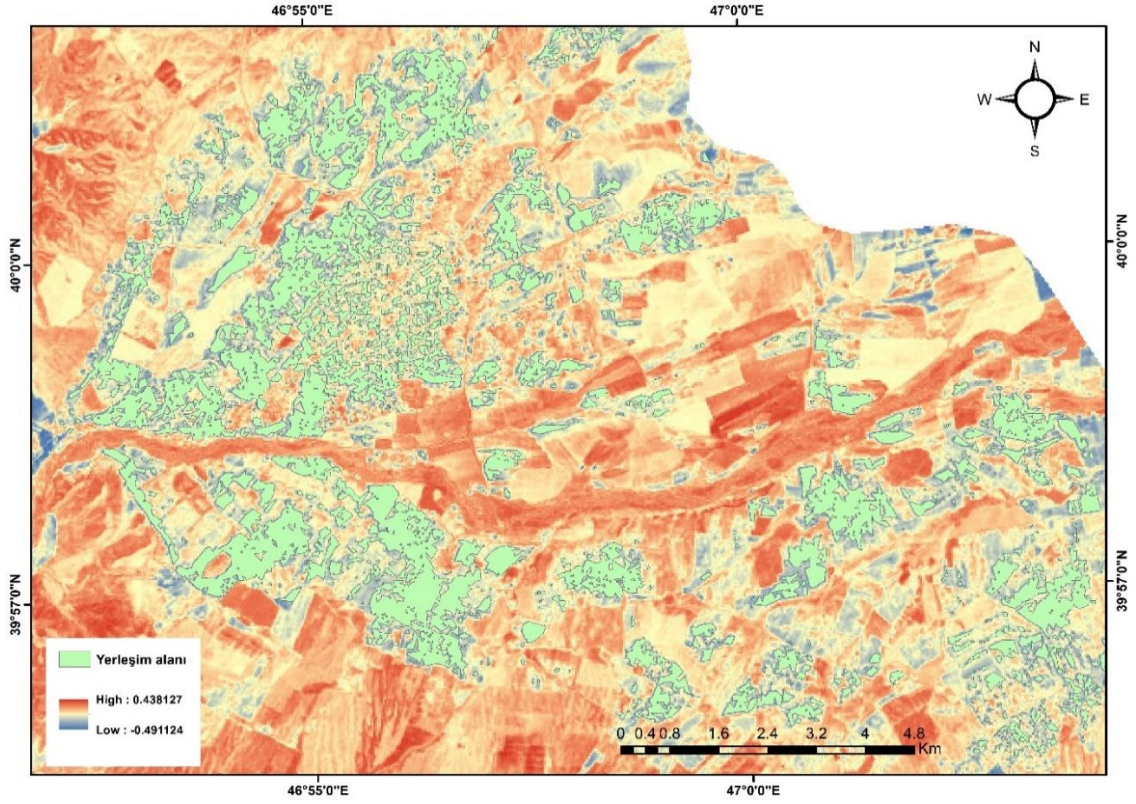 46°55'0"E 47°0'0"E
N
W E
S
40°0'0"N 40°0'0"N
39°57'0"N 39°57'0"N
Yerleşim alanı
High : 0.438127
Low : -0.491124
0 0.4 0.8 1.6 2.4 3.2 4 4.8
Km
46°55'0"E 47°0'0"E